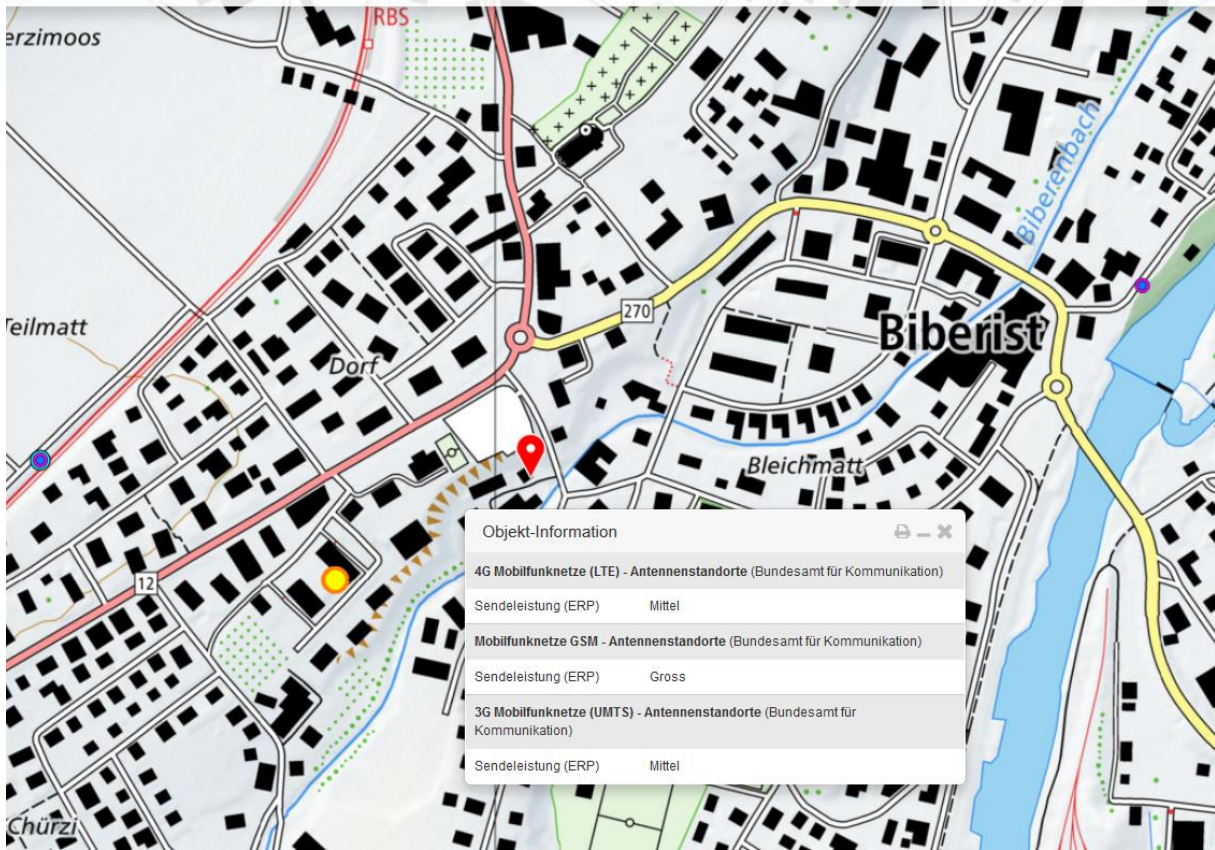 RBS
erzimoos
Biberenbach
270
Teilmatt
Biberist
Dorf
Bleichmatt
12
Objekt-Information
4G Mobilfunknetze (LTE) - Antennenstandorte (Bundesamt für Kommunikation)
Sendeleistung (ERP) Mittel
Mobilfunknetze GSM - Antennenstandorte (Bundesamt für Kommunikation)
Sendeleistung (ERP) Gross
3G Mobilfunknetze (UMTS) - Antennenstandorte (Bundesamt für
Kommunikation)
Sendeleistung (ERP) Mittel
Chürzi